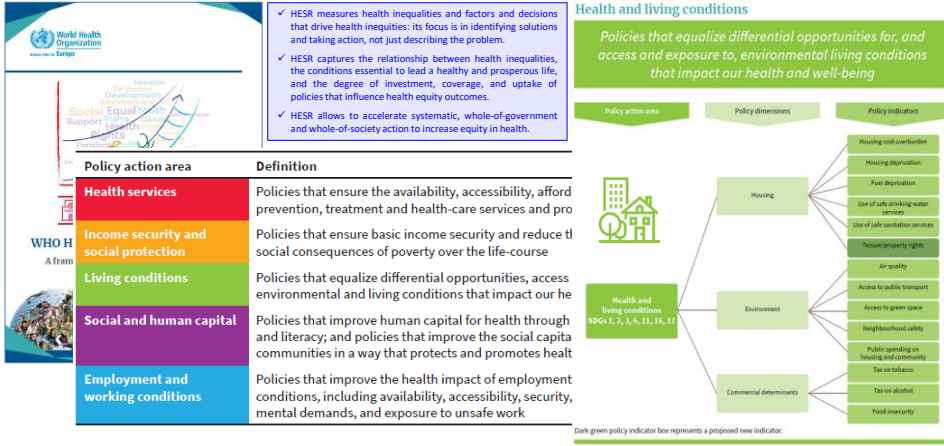 World Health
Organization
Europe
Education
Sanitation
Development
Environment
Social Equal Youth
Support Health
Rights
WHO H
A fram
✓ HESR measures health inequalities and factors and decisions
that drive health inequities: its focus is in identifying solutions
and taking action, not just describing the problem.
✓ HESR captures the relationship between health inequalities,
the conditions essential to lead a healthy and prosperous life,
and the degree of investment, coverage, and uptake of
policies that influence health equity outcomes.
✓ HESR allows to accelerate systematic, whole-of-government
and whole-of-society action to increase equity in health.
Policy action area Definition
Health services Policies that ensure the availability, accessibility, afford
prevention, treatment and health-care services and pro
Income security and Policies that ensure basic income security and reduce th
social protection social consequences of poverty over the life-course
Living conditions Policies that equalize differential opportunities, access
environmental and living conditions that impact our he
Social and human capital Policies that improve human capital for health through
and literacy; and policies that improve the social capita
communities in a way that protects and promotes healt
Employment and Policies that improve the health impact of employment
working conditions conditions, including availability, accessibility, security,
mental demands, and exposure to unsafe work
Health and living conditions
Policies that equalize differential opportunities for, and
access and exposure to, environmental living conditions
that impact our health and well-being
Policy action area Policy dimensions Policy indicators
Health and
living conditions
SDGs 1, 2, 3, 6, 11, 16, 17
Housing
Housing cost overburden
Housing deprivation
Fuel deprivation
Use of safe drinking-water
services
Use of safe sanitation services
Tenure/property rights
Environment
Air quality
Access to public transport
Access to green space
Neighbourhood safety
Public spending on
housing and community
Commercial determinants
Tax on tobacco
Tax on alcohol
Food insecurity
Dark green policy indicator box represents a proposed new indicator.